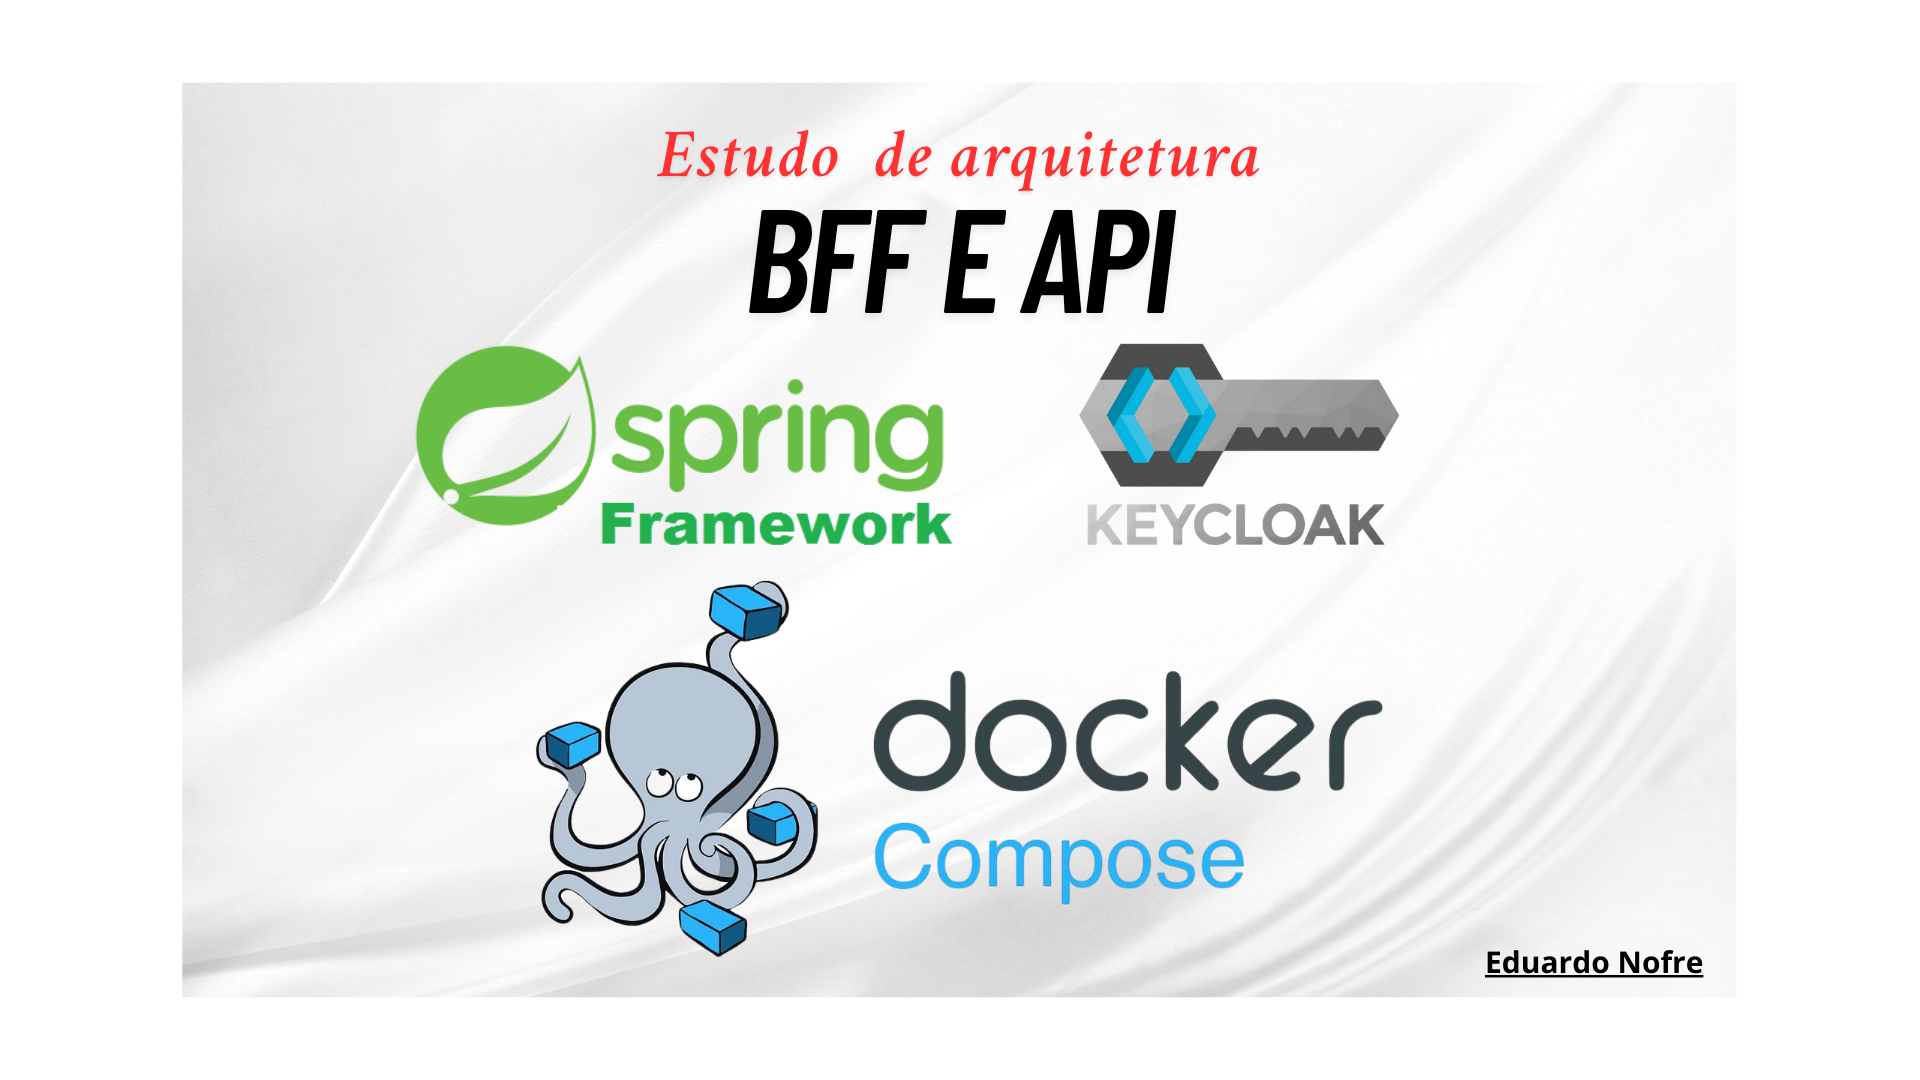 Estudo de arquitetura
BFF E API
spring
Framework
KEYCLOAK
docker
Compose
Eduardo Nofre